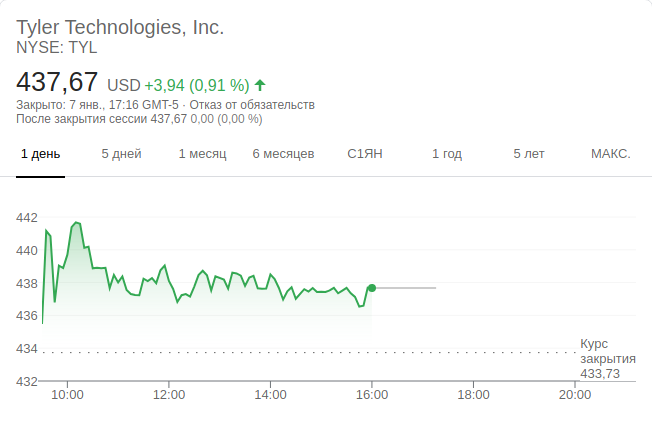 Tyler Technologies, Inc.
NYSE: TYL
437,67 USD +3,94 (0,91 %)
Закрыто: 7 янв., 17:16 GMT-5 · Отказ от обязательств
После закрытия сессии 437,67 0,00 (0,00 %)
1 день 5 дней 1 месяц 6 месяцев С1ЯН 1 год 5 лет МАКС.
442
440
438
436
434
Курс
закрытия
433,73
432
10:00 12:00 14:00 16:00 18:00 20:00